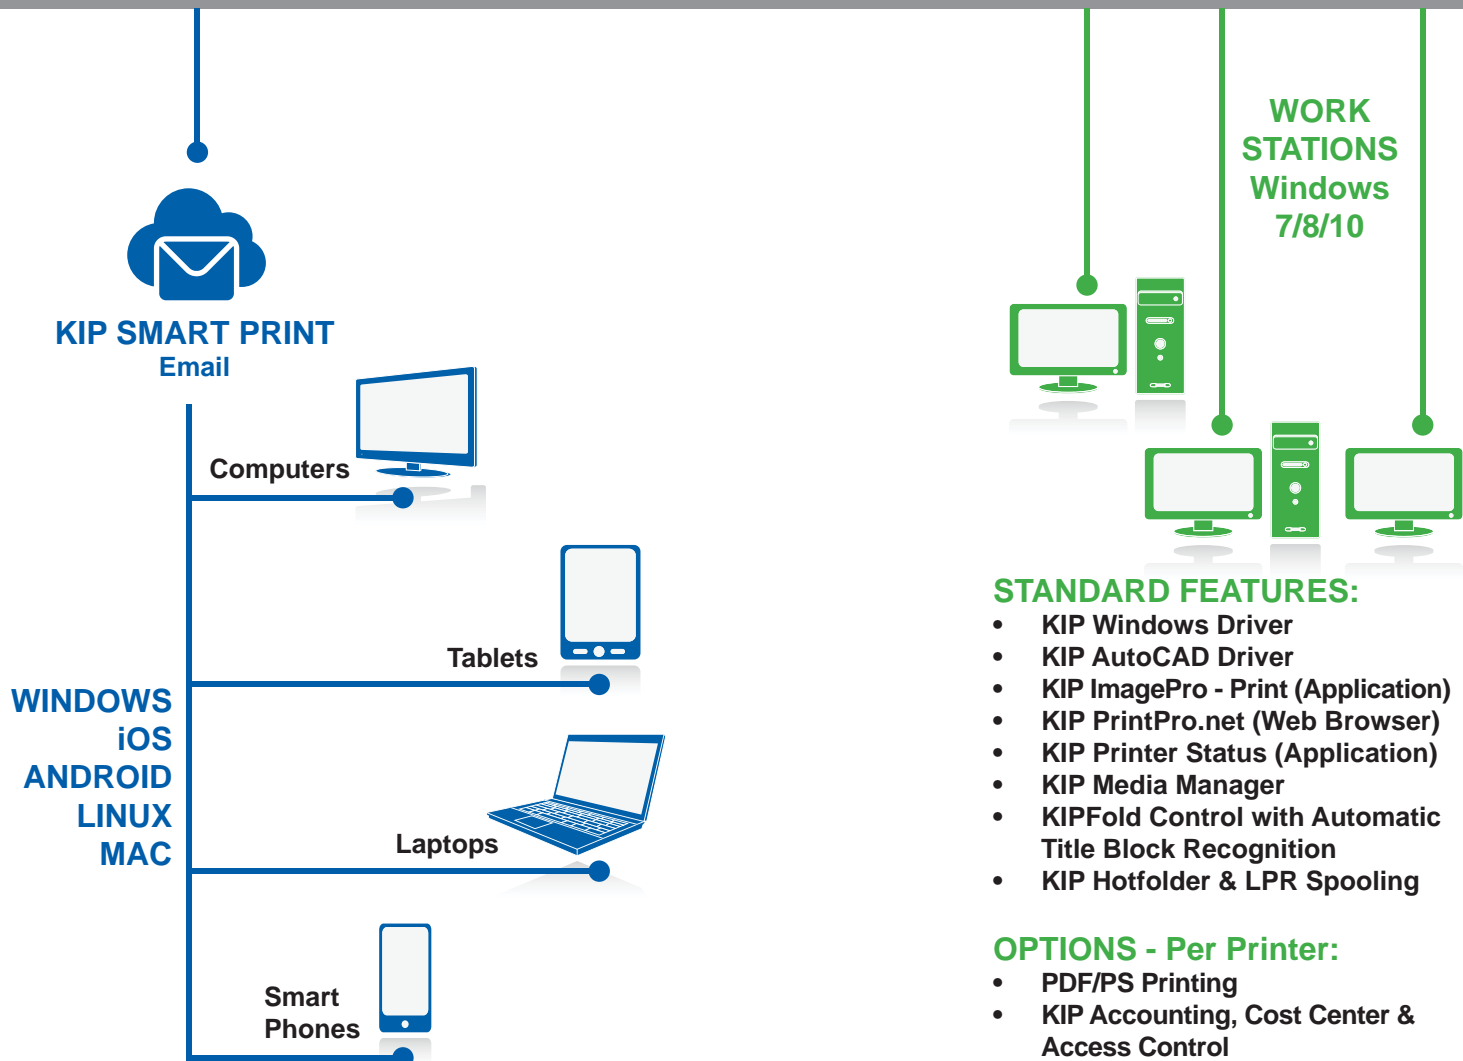 KIP SMART PRINT
Email
Computers
Tablets
WINDOWS
iOS
ANDROID
LINUX
MAC
Laptops
Smart
Phones
WORK
STATIONS
Windows
7/8/10
STANDARD FEATURES:
• KIP Windows Driver
• KIP AutoCAD Driver
• KIP ImagePro - Print (Application)
• KIP PrintPro.net (Web Browser)
• KIP Printer Status (Application)
• KIP Media Manager
• KIPFold Control with Automatic
Title Block Recognition
• KIP Hotfolder & LPR Spooling
OPTIONS - Per Printer:
• PDF/PS Printing
• KIP Accounting, Cost Center &
Access Control